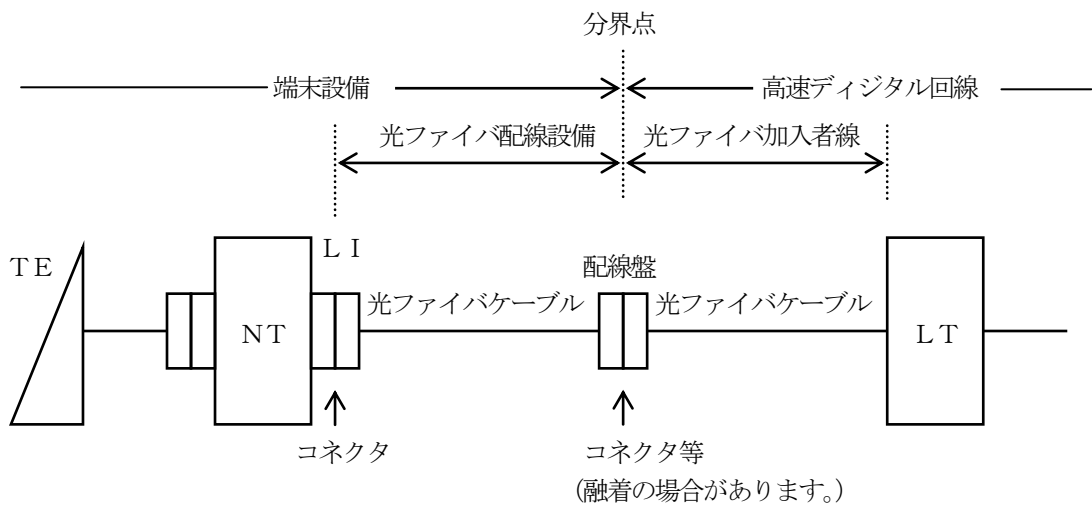 分界点
端末設備
高速ディジタル回線
光ファイバ配線設備
光ファイバ加入者線
TE
LI
配線盤
光ファイバケーブル
光ファイバケーブル
NT
LT
コネクタ
コネクタ等
(融着の場合があります。)